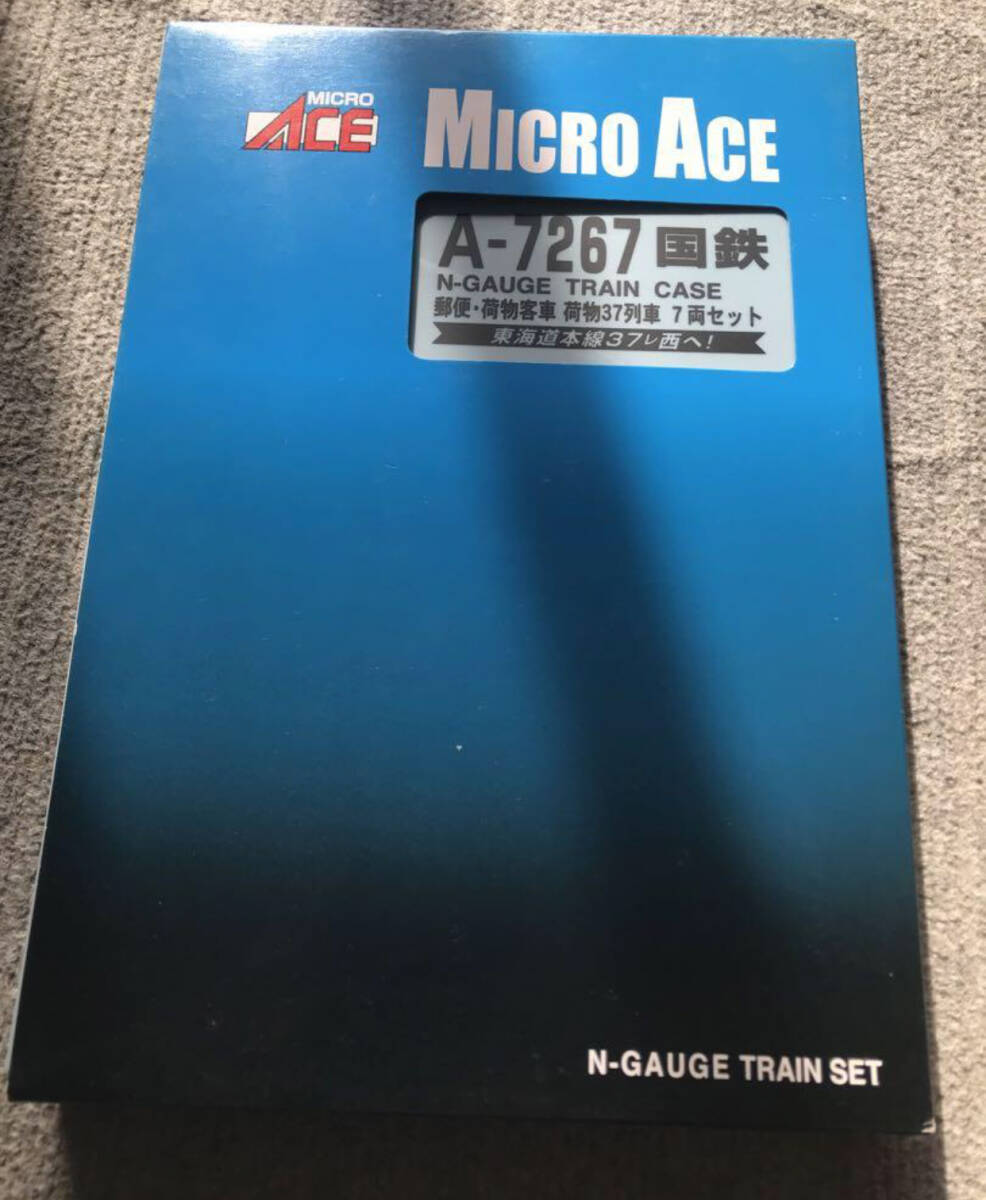 MICRO
ACE
MICRO ACE
A-7267 国鉄
N-GAUGE TRAIN CASE
郵便・荷物客車 荷物37列車 7両セット
東海道本線37レ西へ!
N-GAUGE TRAIN SET